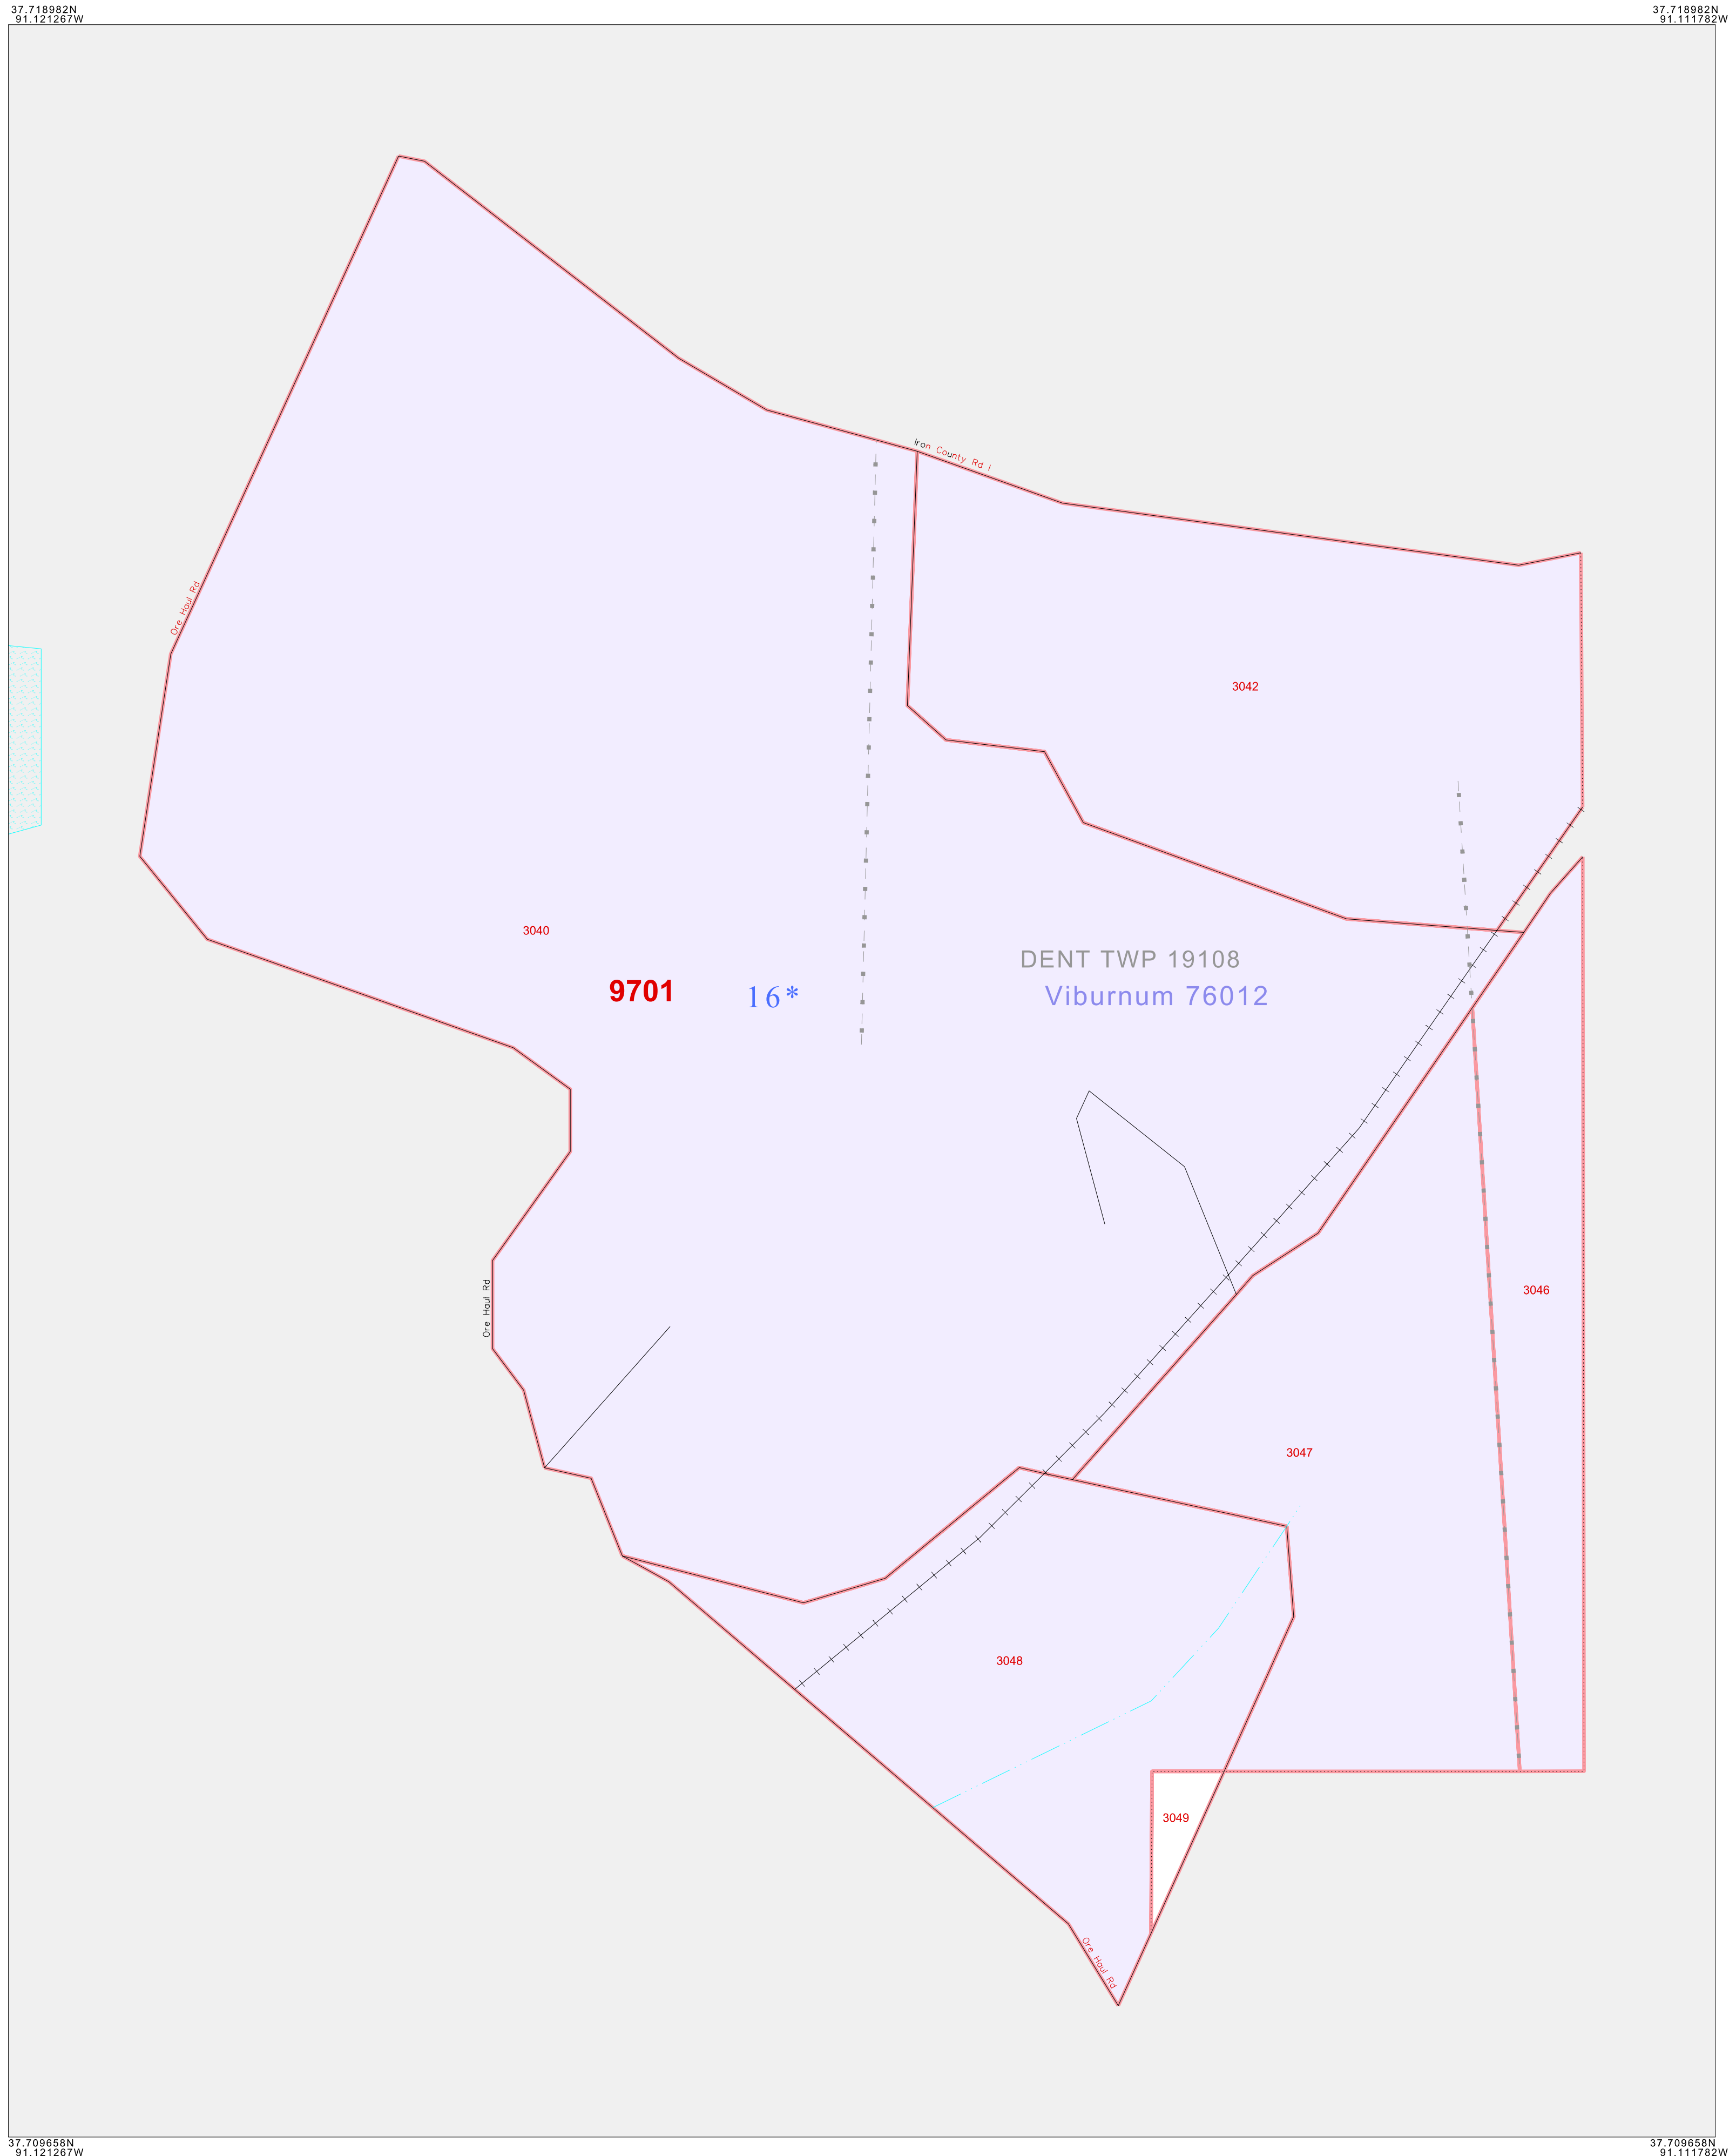 37.718982N
91.121267W
37.718982N
91.111782W
Iron County Rd I
Ore Haul Rd
3042
3040
DENT TWP 19108
9701
16*
Viburnum 76012
Ore Haul Rd
3046
3047
3048
3049
Ore Haul Rd
37.709658N
91.121267W
37.709658N
91.111782W